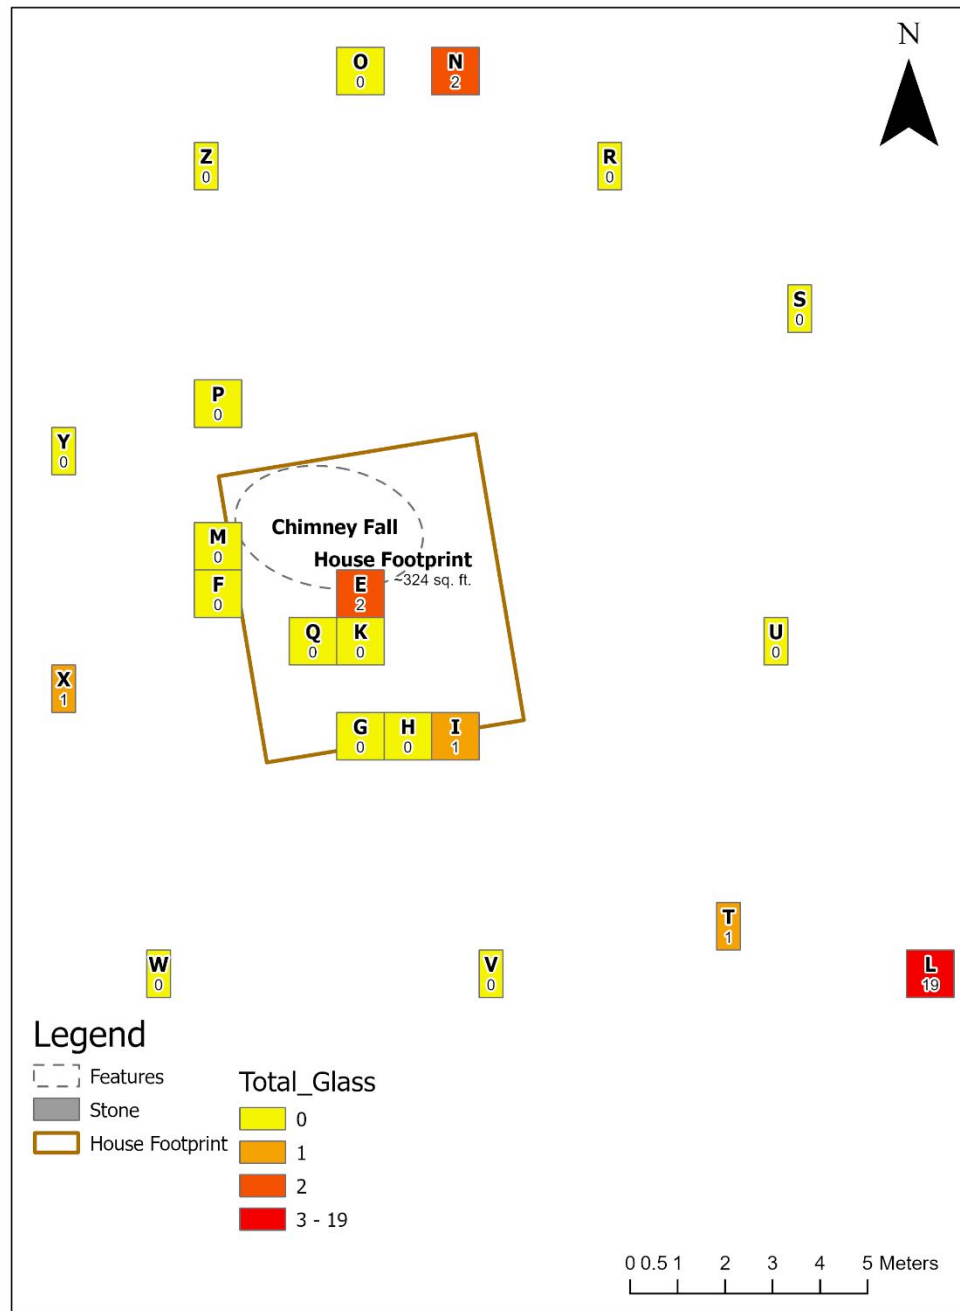 N
O
0
N
2
Z
0
R
0
S
0
P
0
Y
0
Chimney Fall
M
0
House Footprint
~324 sq. ft.
F
0
E
2
Q
0
K
0
U
0
X
1
G
0
H
0
I
1
T
1
W
0
V
0
L
19
Legend
Features
Stone
House Footprint
Total_Glass
0
1
2
3 - 19
0 0.5 1 2 3 4 5 Meters